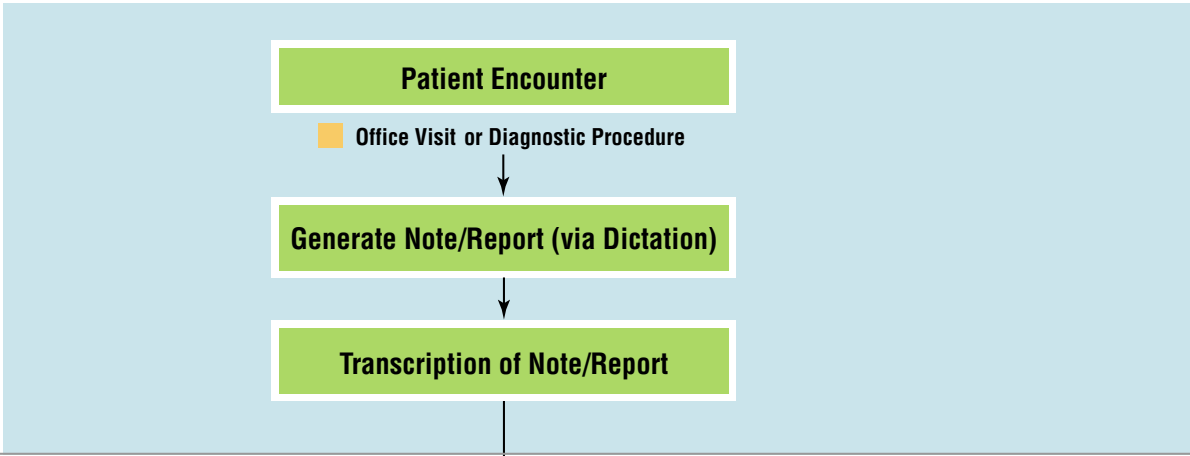 Patient Encounter
Office Visit or Diagnostic Procedure
Generate Note/Report (via Dictation)
Transcription of Note/Report